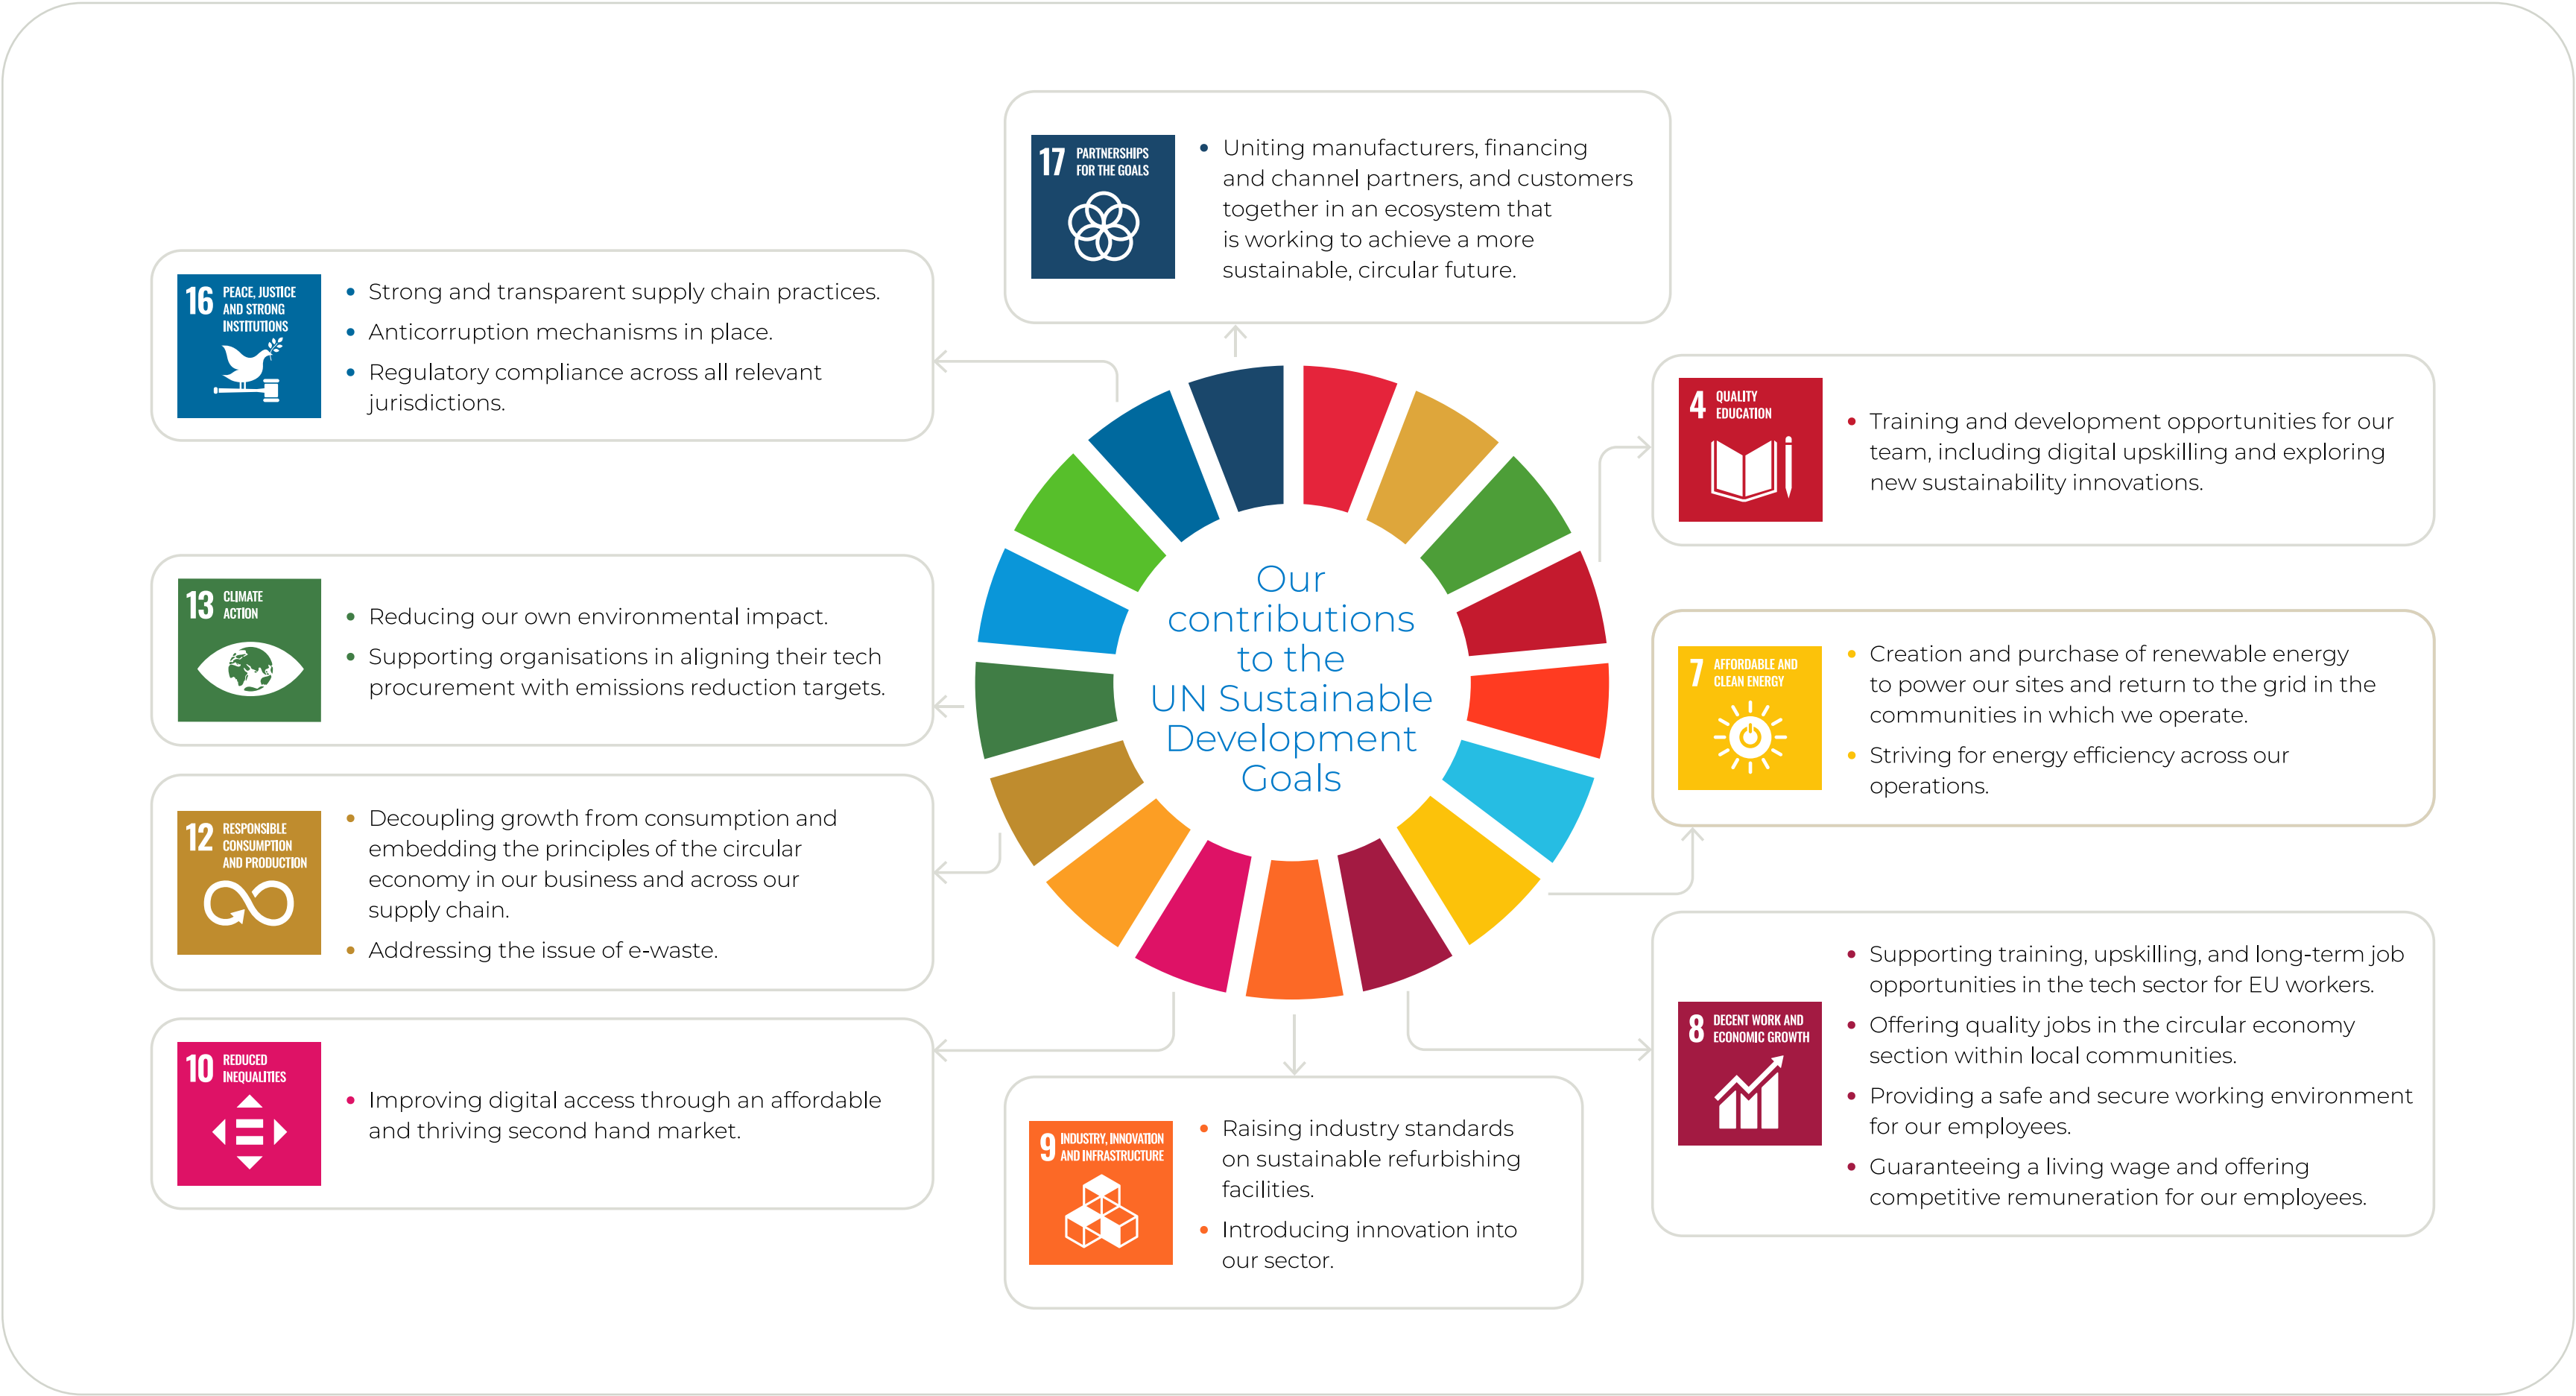 Our
contributions
to the
UN Sustainable
Development
Goals
17 PARTNERSHIPS
FOR THE GOALS
• Uniting manufacturers, financing
and channel partners, and customers
together in an ecosystem that
is working to achieve a more
sustainable, circular future.
4 QUALITY
EDUCATION
• Training and development opportunities for our
team, including digital upskilling and exploring
new sustainability innovations.
7 AFFORDABLE AND
CLEAN ENERGY
• Creation and purchase of renewable energy
to power our sites and return to the grid in the
communities in which we operate.
• Striving for energy efficiency across our
operations.
8 DECENT WORK AND
ECONOMIC GROWTH
• Supporting training, upskilling, and long-term job
opportunities in the tech sector for EU workers.
• Offering quality jobs in the circular economy
section within local communities.
• Providing a safe and secure working environment
for our employees.
• Guaranteeing a living wage and offering
competitive remuneration for our employees.
9 INDUSTRY, INNOVATION
AND INFRASTRUCTURE
• Raising industry standards
on sustainable refurbishing
facilities.
• Introducing innovation into
our sector.
10 REDUCED
INEQUALITIES
• Improving digital access through an affordable
and thriving second hand market.
12 RESPONSIBLE
CONSUMPTION
AND PRODUCTION
• Decoupling growth from consumption and
embedding the principles of the circular
economy in our business and across our
supply chain.
• Addressing the issue of e-waste.
13 CLIMATE
ACTION
• Reducing our own environmental impact.
• Supporting organisations in aligning their tech
procurement with emissions reduction targets.
16 PEACE, JUSTICE
AND STRONG
INSTITUTIONS
• Strong and transparent supply chain practices.
• Anticorruption mechanisms in place.
• Regulatory compliance across all relevant
jurisdictions.